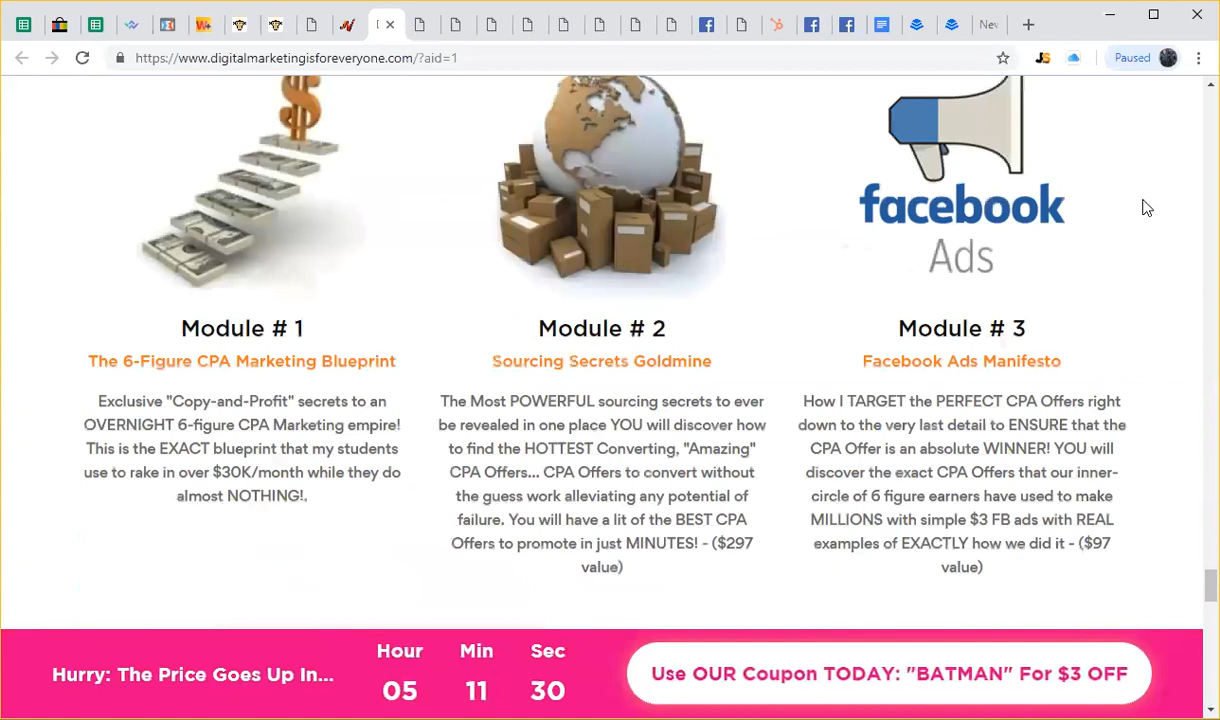 Nev
https://www.digitalmarketingisforeveryone.com/?aid=1
JS
Paused
$
facebook
Ads
Module # 1
The 6-Figure CPA Marketing Blueprint
Exclusive "Copy-and-Profit" secrets to an
OVERNIGHT 6-figure CPA Marketing empire!
This is the EXACT blueprint that my students
use to rake in over $30K/month while they do
almost NOTHING!.
Module # 2
Sourcing Secrets Goldmine
The Most POWERFUL sourcing secrets to ever
be revealed in one place YOU will discover how
to find the HOTTEST Converting, "Amazing"
CPA Offers... CPA Offers to convert without
the guess work alleviating any potential of
failure. You will have a lit of the BEST CPA
Offers to promote in just MINUTES! - ($297
value)
Module # 3
Facebook Ads Manifesto
How I TARGET the PERFECT CPA Offers right
down to the very last detail to ENSURE that the
CPA Offer is an absolute WINNER! YOU will
discover the exact CPA Offers that our inner-
circle of 6 figure earners have used to make
MILLIONS with simple $3 FB ads with REAL
examples of EXACTLY how we did it - ($97
value)
Hurry: The Price Goes Up In...
Hour Min Sec
05 11 30
Use OUR Coupon TODAY: "BATMAN" For $3 OFF